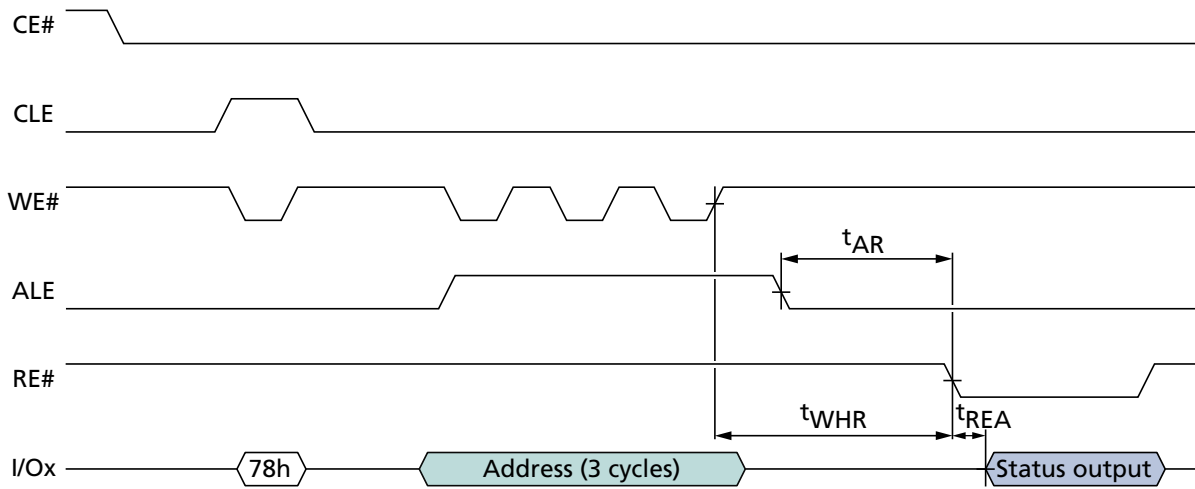 CE#
CLE
WE#
tAR
ALE
RE#
tWHR tREA
I/Ox 78h Address (3 cycles) Status output